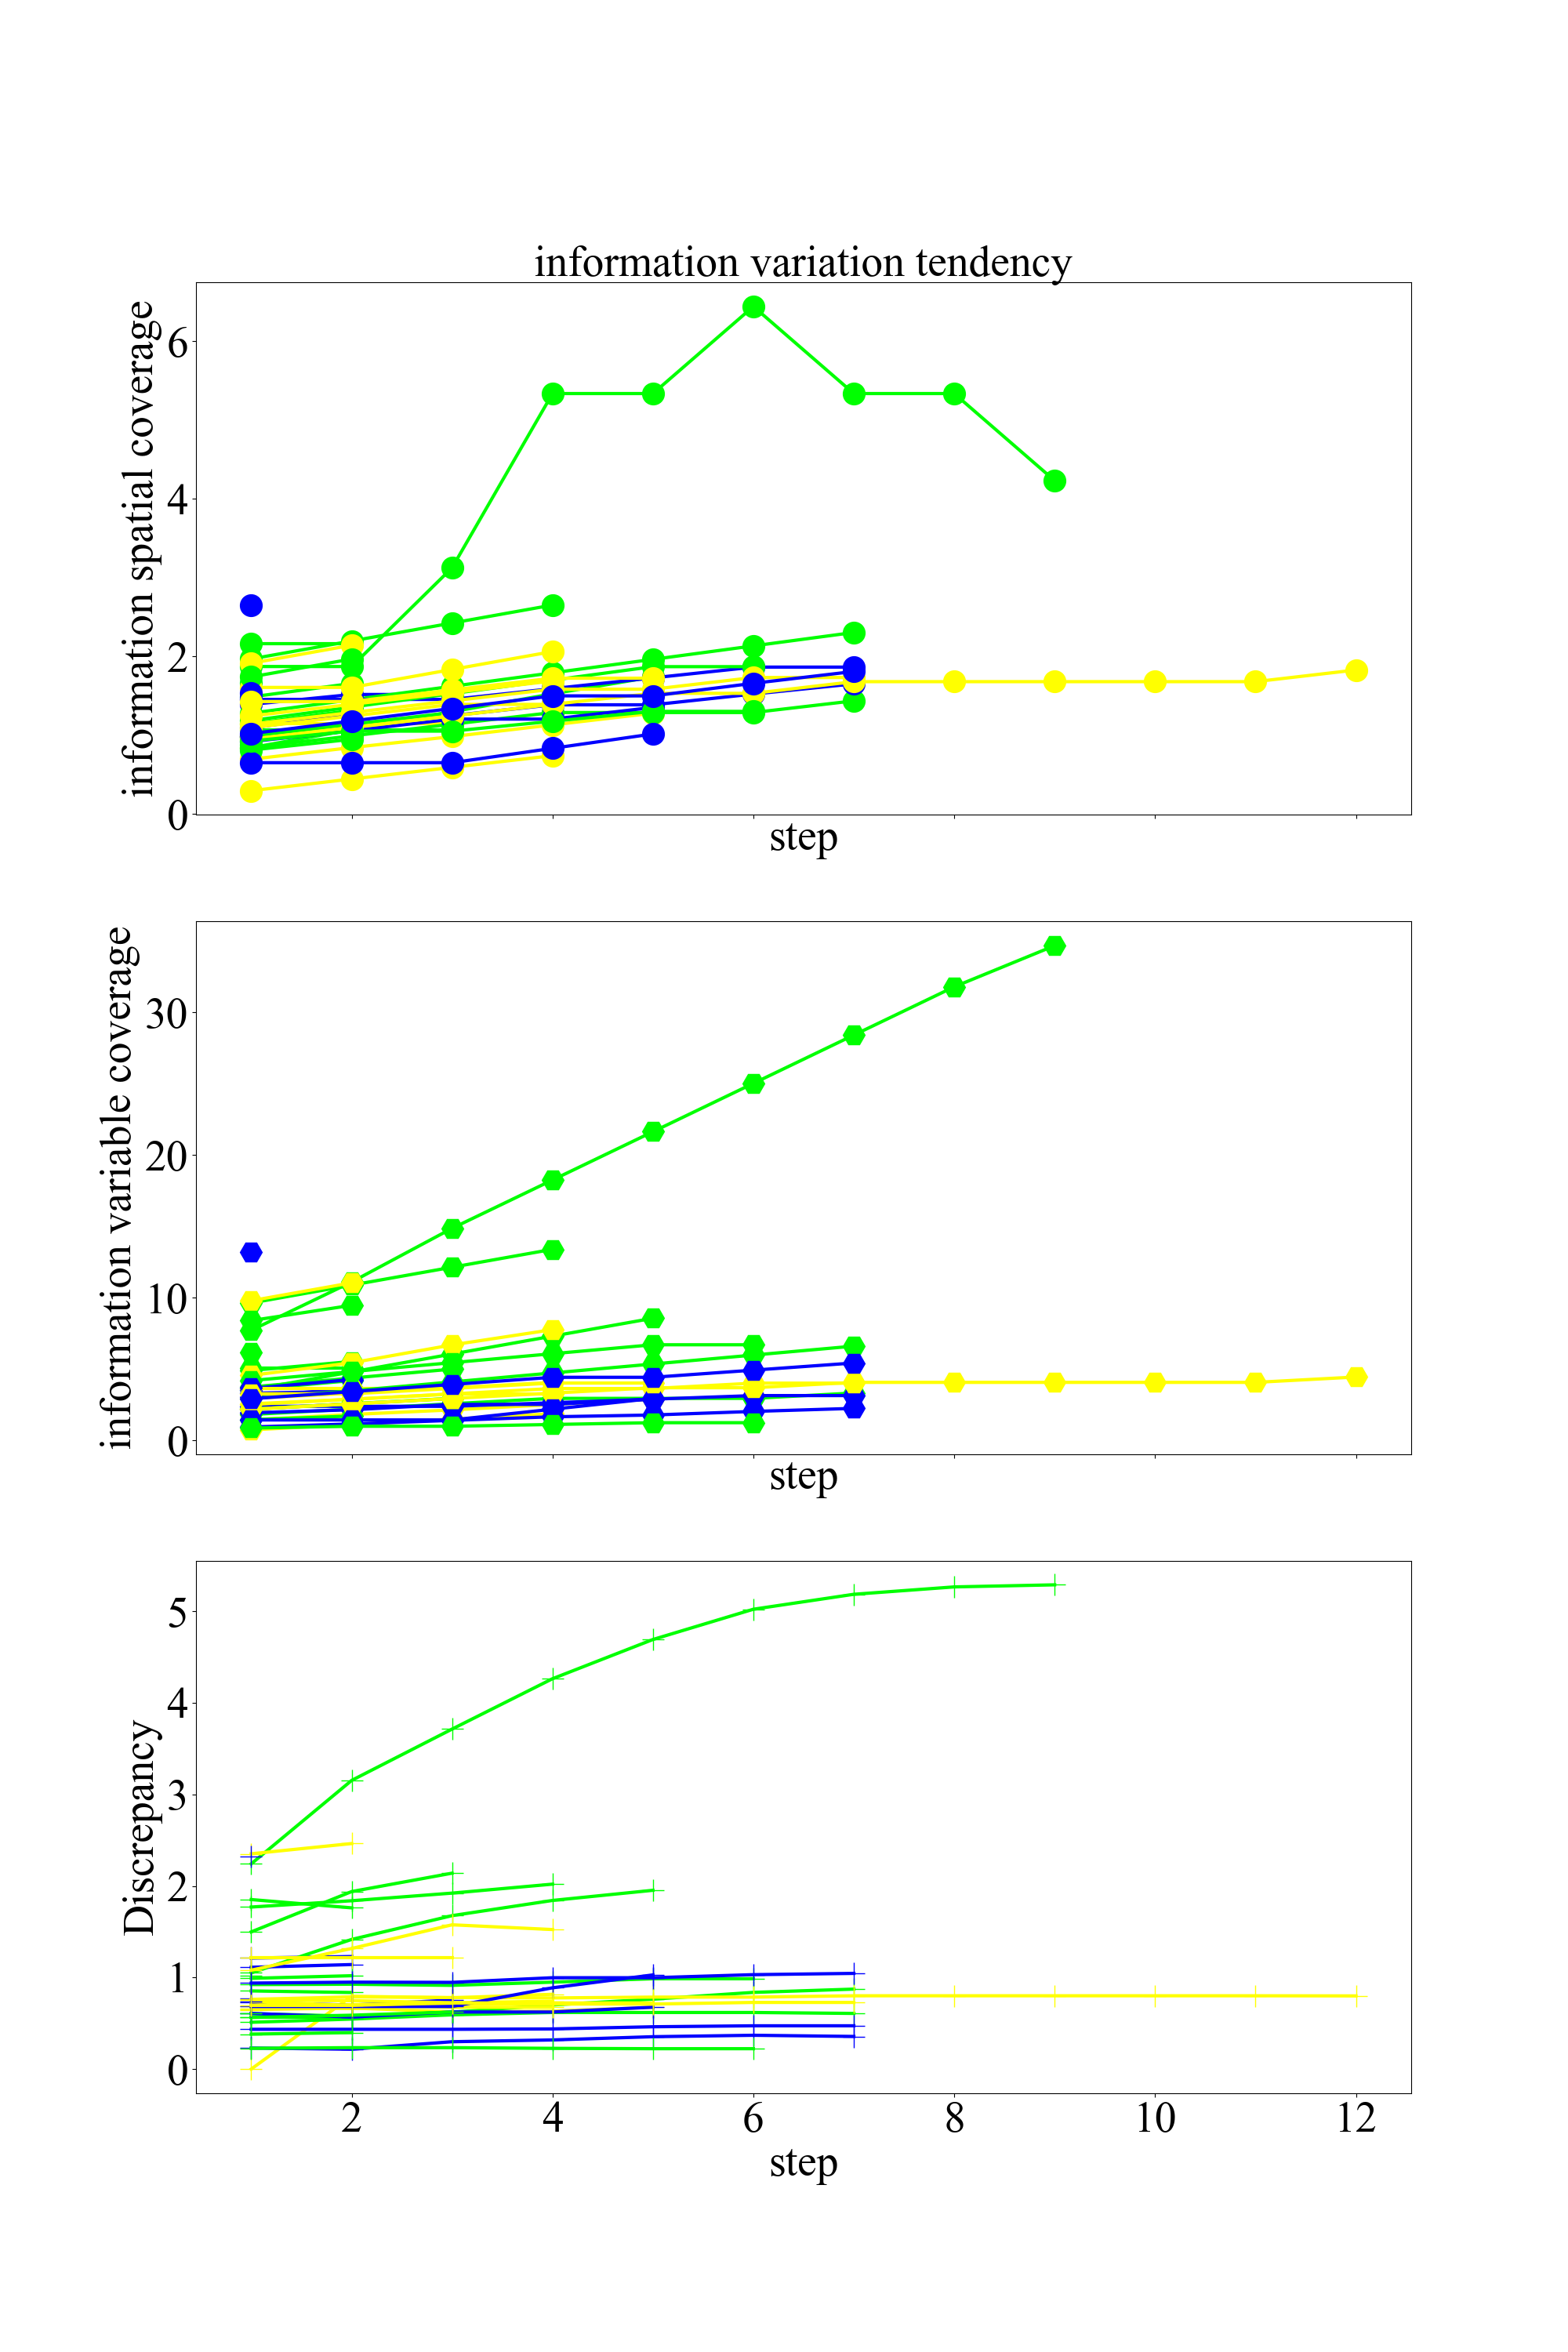 information variation tendency
information spatial coverage
6
4
2
0
step
information variable coverage
30
20
10
0
step
Discrepancy
5
4
3
2
1
0
2 4 6 8 10 12
step